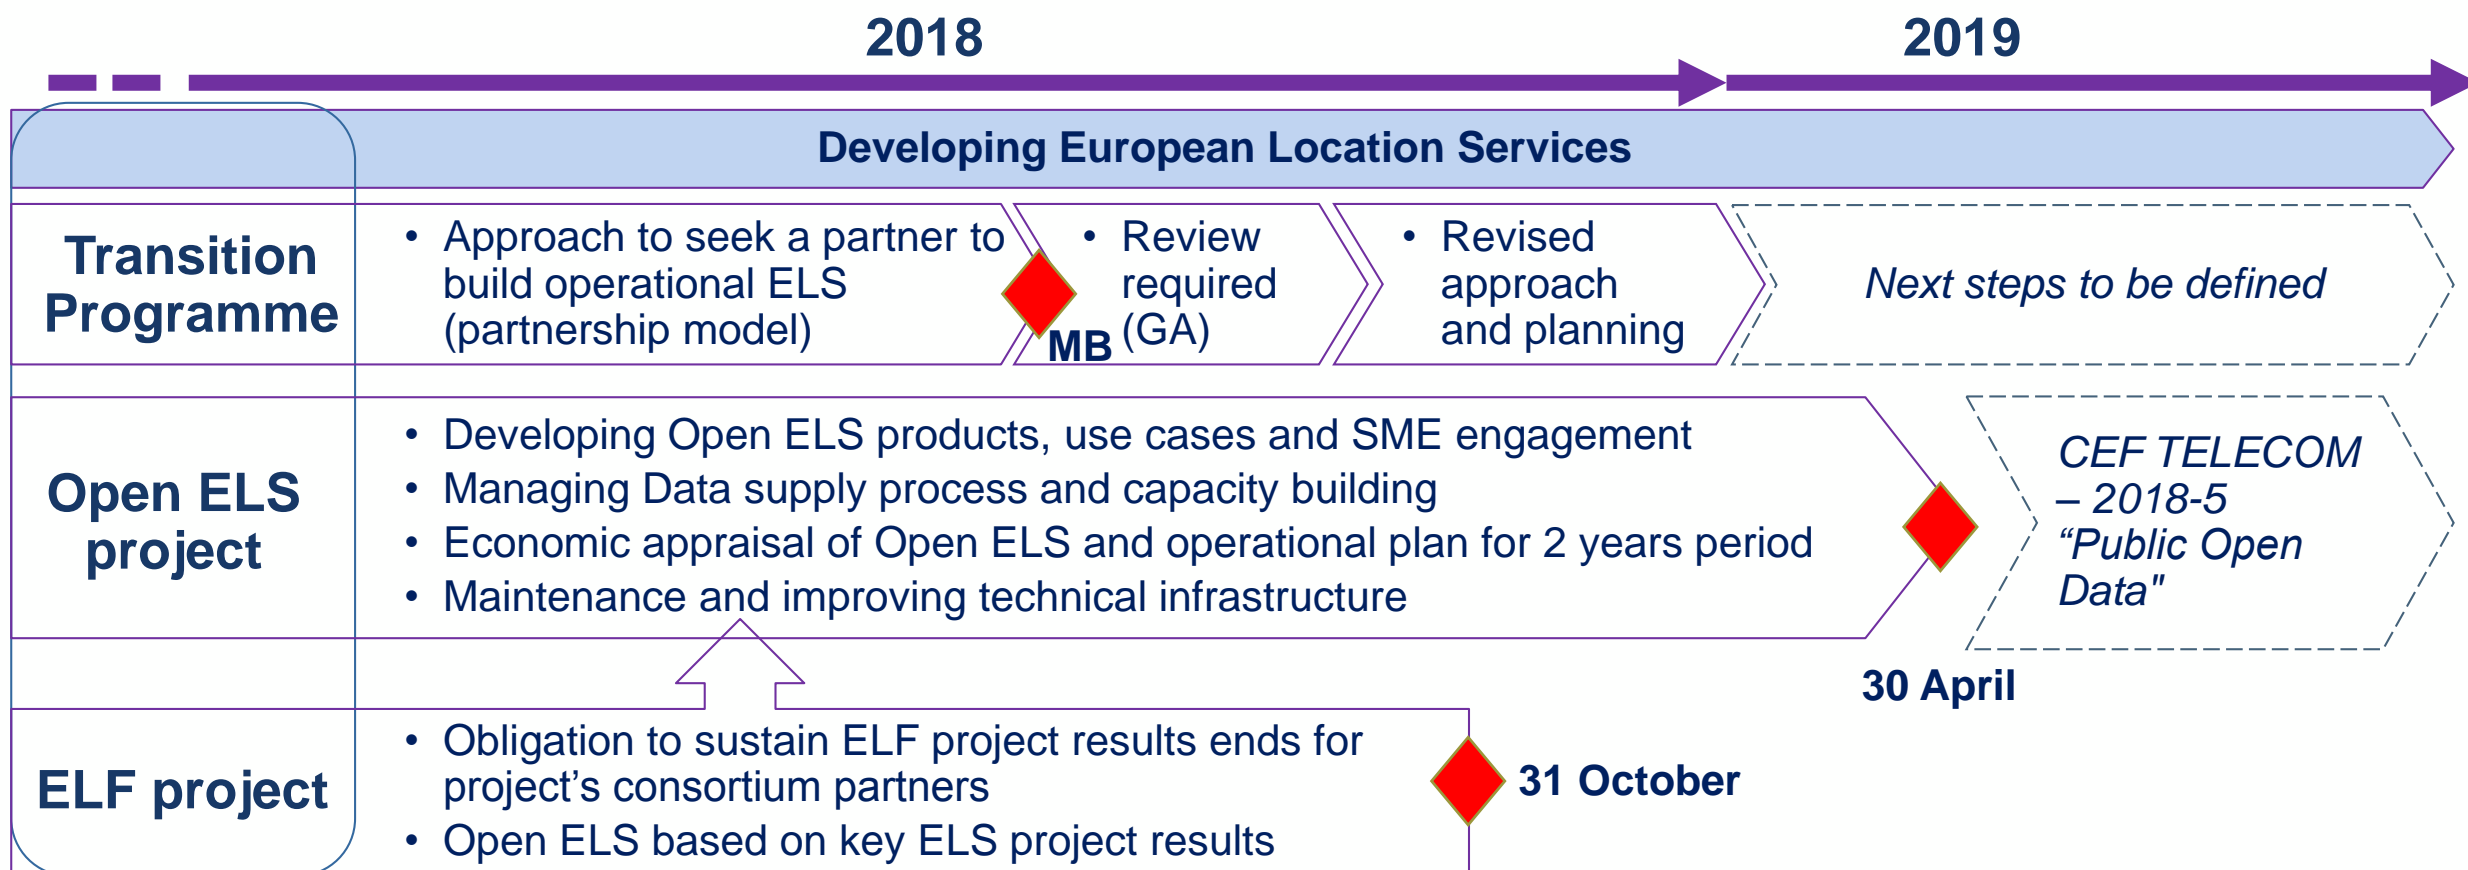 2018
2019
Developing European Location Services
Transition
Programme
• Approach to seek a partner to
build operational ELS
(partnership model)
MB
• Review
required
(GA)
• Revised
approach
and planning
Next steps to be defined
Open ELS
project
• Developing Open ELS products, use cases and SME engagement
• Managing Data supply process and capacity building
• Economic appraisal of Open ELS and operational plan for 2 years period
• Maintenance and improving technical infrastructure
CEF TELECOM
– 2018-5
“Public Open
Data"
30 April
ELF project
• Obligation to sustain ELF project results ends for
project’s consortium partners
• Open ELS based on key ELS project results
31 October